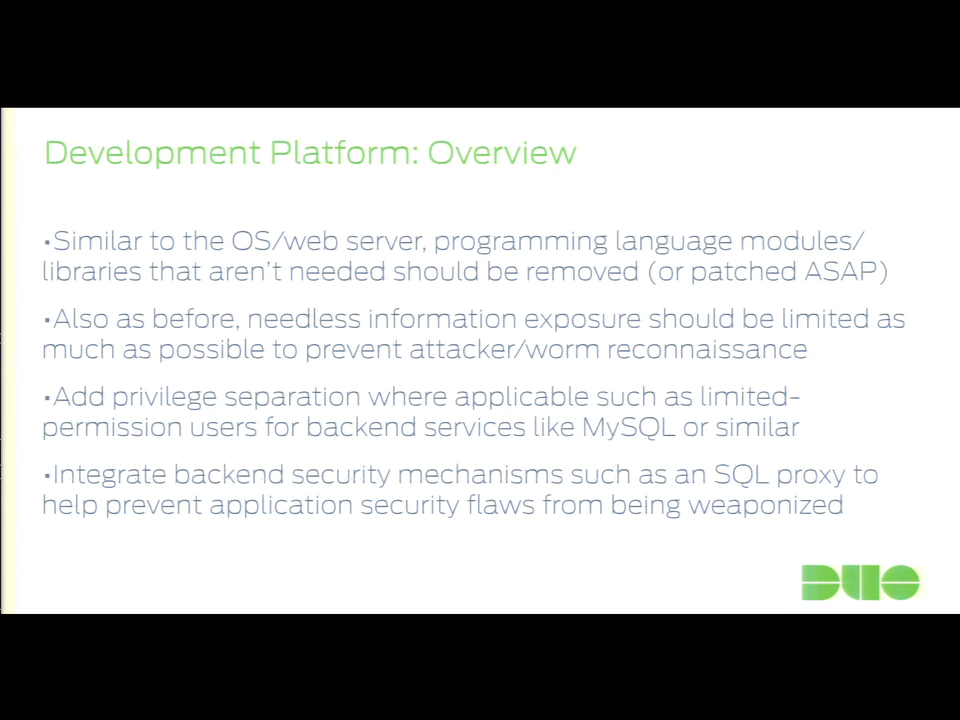 Development Platform: Overview
•Similar to the OS/web server, programming language modules/
libraries that aren't needed should be removed (or patched ASAP)
•Also as before, needless information exposure should be limited as
much as possible to prevent attacker/worm reconnaissance
•Add privilege separation where applicable such as limited-
permission users for backend services like MySQL or similar
•Integrate backend security mechanisms such as an SQL proxy to
help prevent application security flaws from being weaponized
DUO